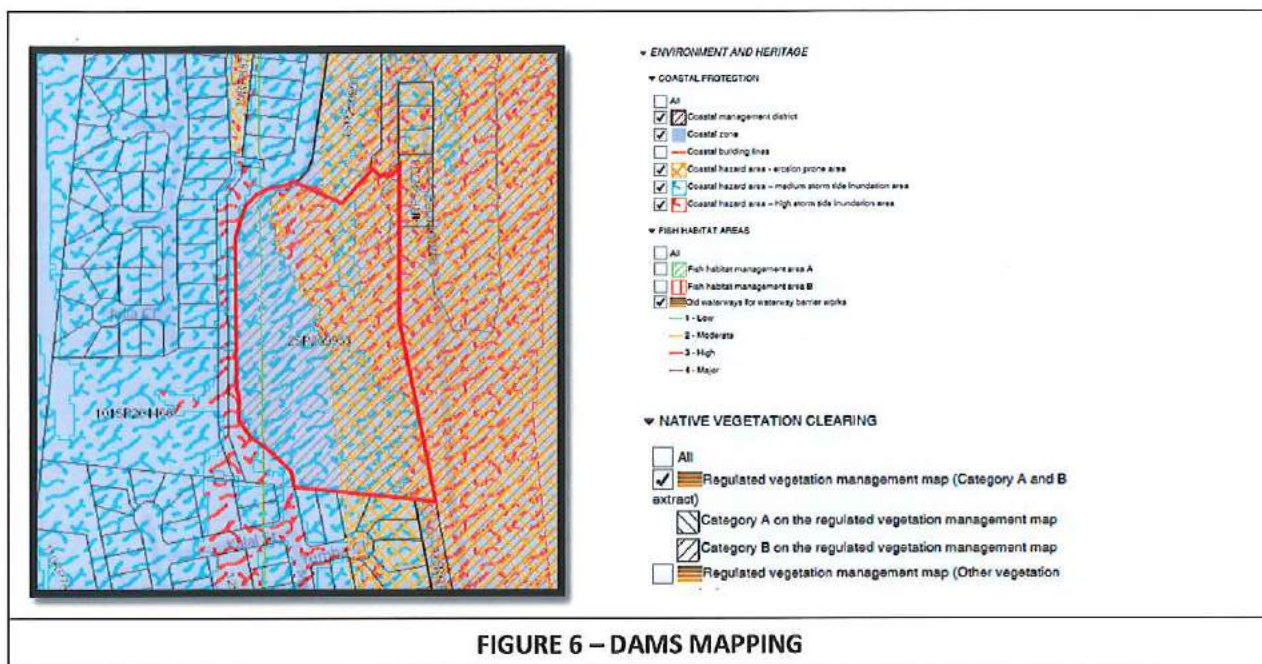 ENVIRONMENT AND HERITAGE
COASTAL PROTECTION
All
Coastal management district
Coastal zone
Coastal building lines
Coastal hazard area - erosion prone area
Coastal hazard area – medium storm tide inundation area
Coastal hazard area – high storm tide inundation area
FISH HABITAT AREAS
All
Fish habitat management area A
Fish habitat management area B
Old waterways for waterway barrier works
1 - Low
2 - Moderate
3 - High
4 - Major
NATIVE VEGETATION CLEARING
All
Regulated vegetation management map (Category A and B
extract)
Category A on the regulated vegetation management map
Category B on the regulated vegetation management map
Regulated vegetation management map (Other vegetation
FIGURE 6 – DAMS MAPPING